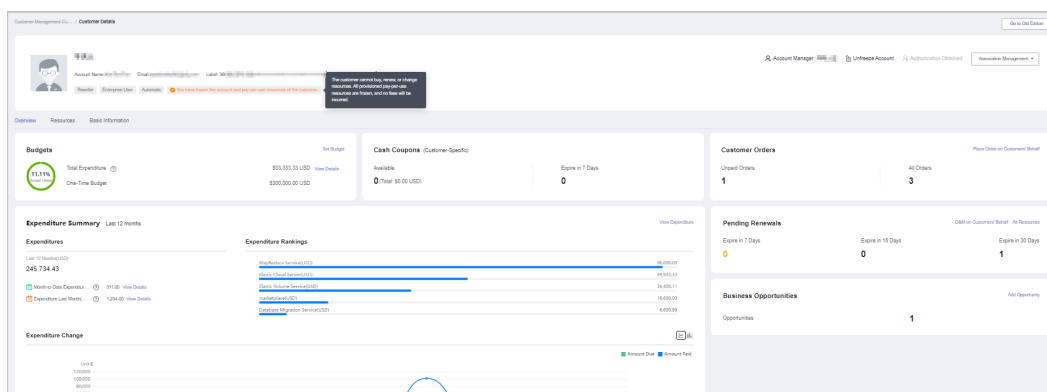 Customer Management Cu... / Customer Details
Go to Old Edition
Account Manager:
Unfreeze Account
Authorization Obtained
Association Management
Account Name:
Email:
Label: 36
Reseller
Enterprise User
Automatic
You have frozen the account and pay-per-use resources of the customer.
The customer cannot buy, renew, or change
resources. All provisioned pay-per-use
resources are frozen, and no fees will be
incurred.
Overview Resources Basic Information
Budgets
Set Budget
11.11%
Total Expenditure
$33,333.33 USD View Details
One-Time Budget
$300,000.00 USD
Cash Coupons (Customer-Specific)
Available
Expire in 7 Days
0 (Total: $0.00 USD)
0
Customer Orders
Place Order on Customers' Behalf
Unpaid Orders
All Orders
1
3
Expenditure Summary Last 12 months
View Expenditure
Expenditures
Last 12 Months(USD)
245,734.43
Month-to-Date Expenditur... 511.00 View Details
Expenditure Last Month(... 1,204.00 View Details
Expenditure Rankings
MapReduce Service(USD)
Elastic Cloud Server(USD)
Elastic Volume Service(USD)
marketplace(USD)
Database Migration Service(USD)
Pending Renewals
O&M on Customers' Behalf All Resources
Expire in 7 Days
Expire in 15 Days
Expire in 30 Days
0
0
1
Business Opportunities
Add Opportunity
Opportunities
1
Expenditure Change
Amount Due Amount Paid
Unit:$
120,000
100,000
80,000